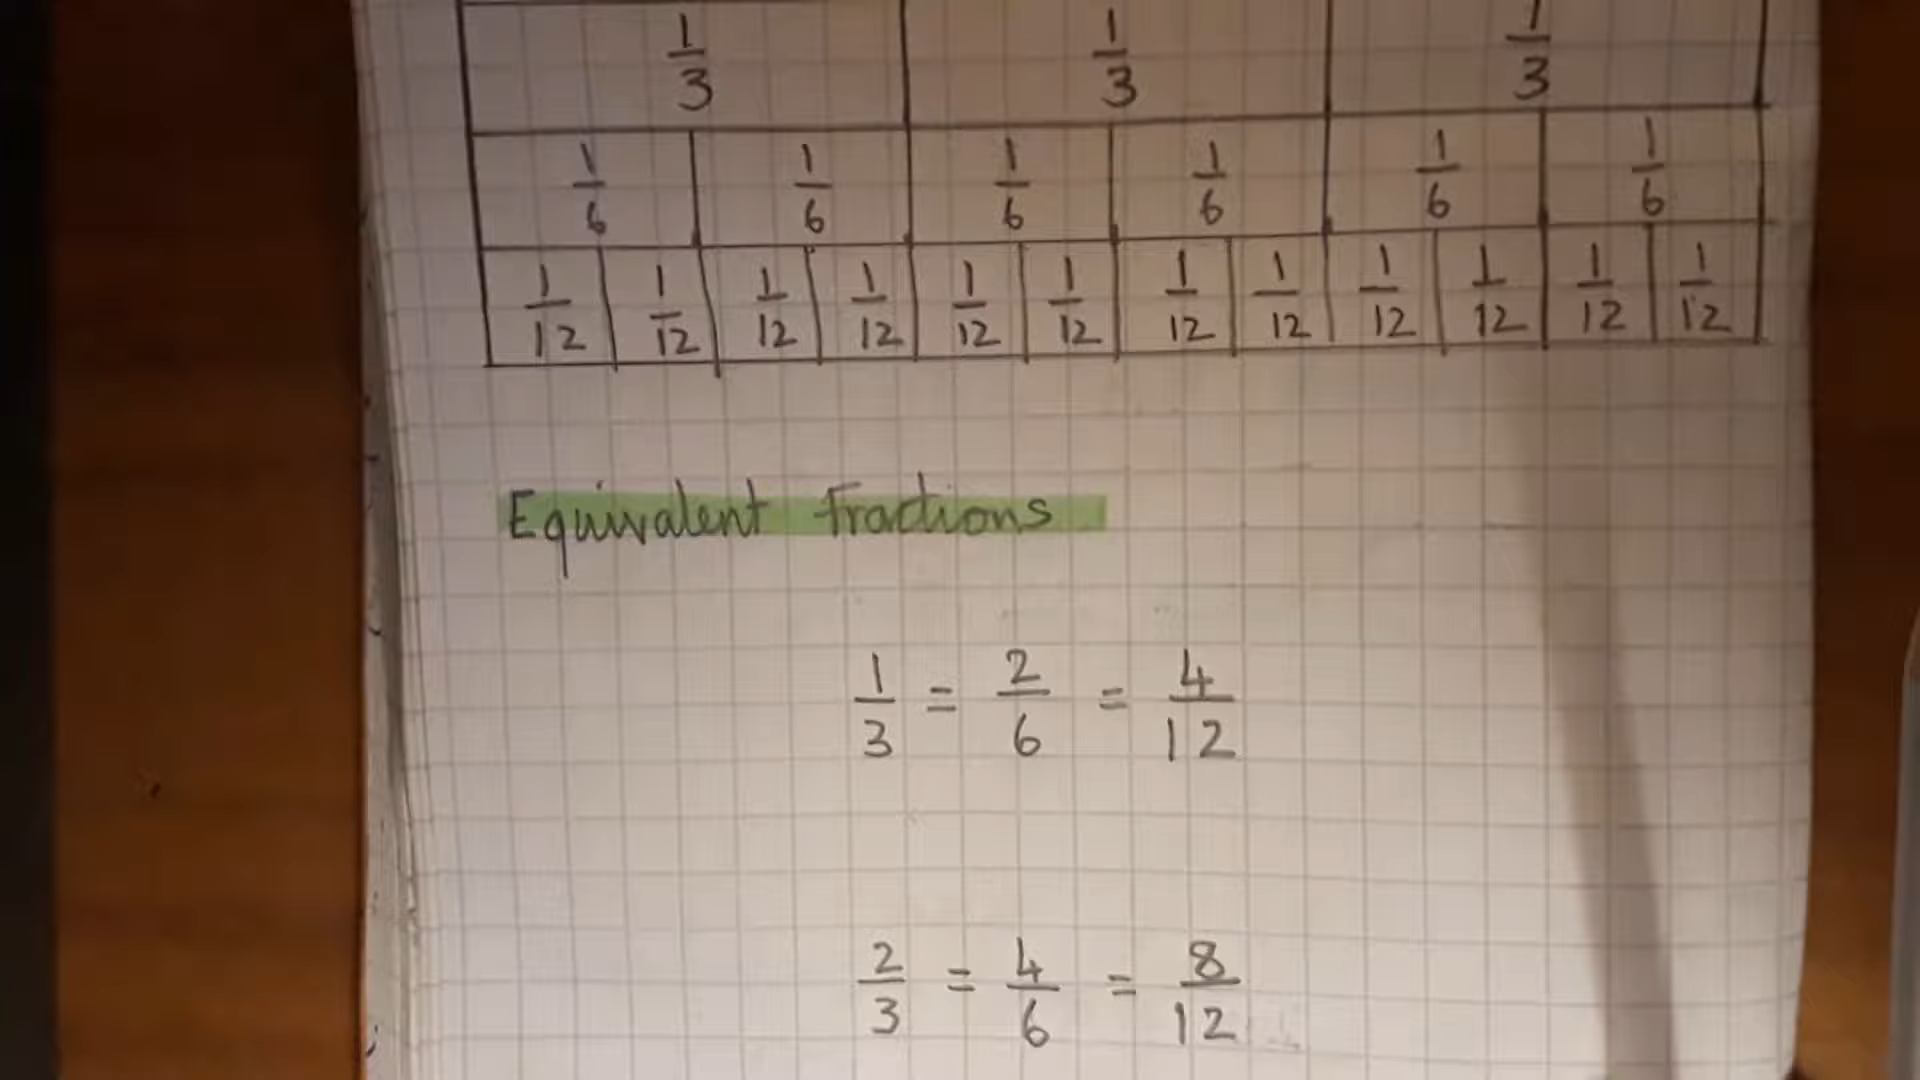 1/3 1/3 1/3
1/6 1/6 1/6 1/6 1/6 1/6
1/12 1/12 1/12 1/12 1/12 1/12 1/12 1/12 1/12 1/12 1/12 1/12
Equivalent fractions
1/3 = 2/6 = 4/12
2/3 = 4/6 = 8/12